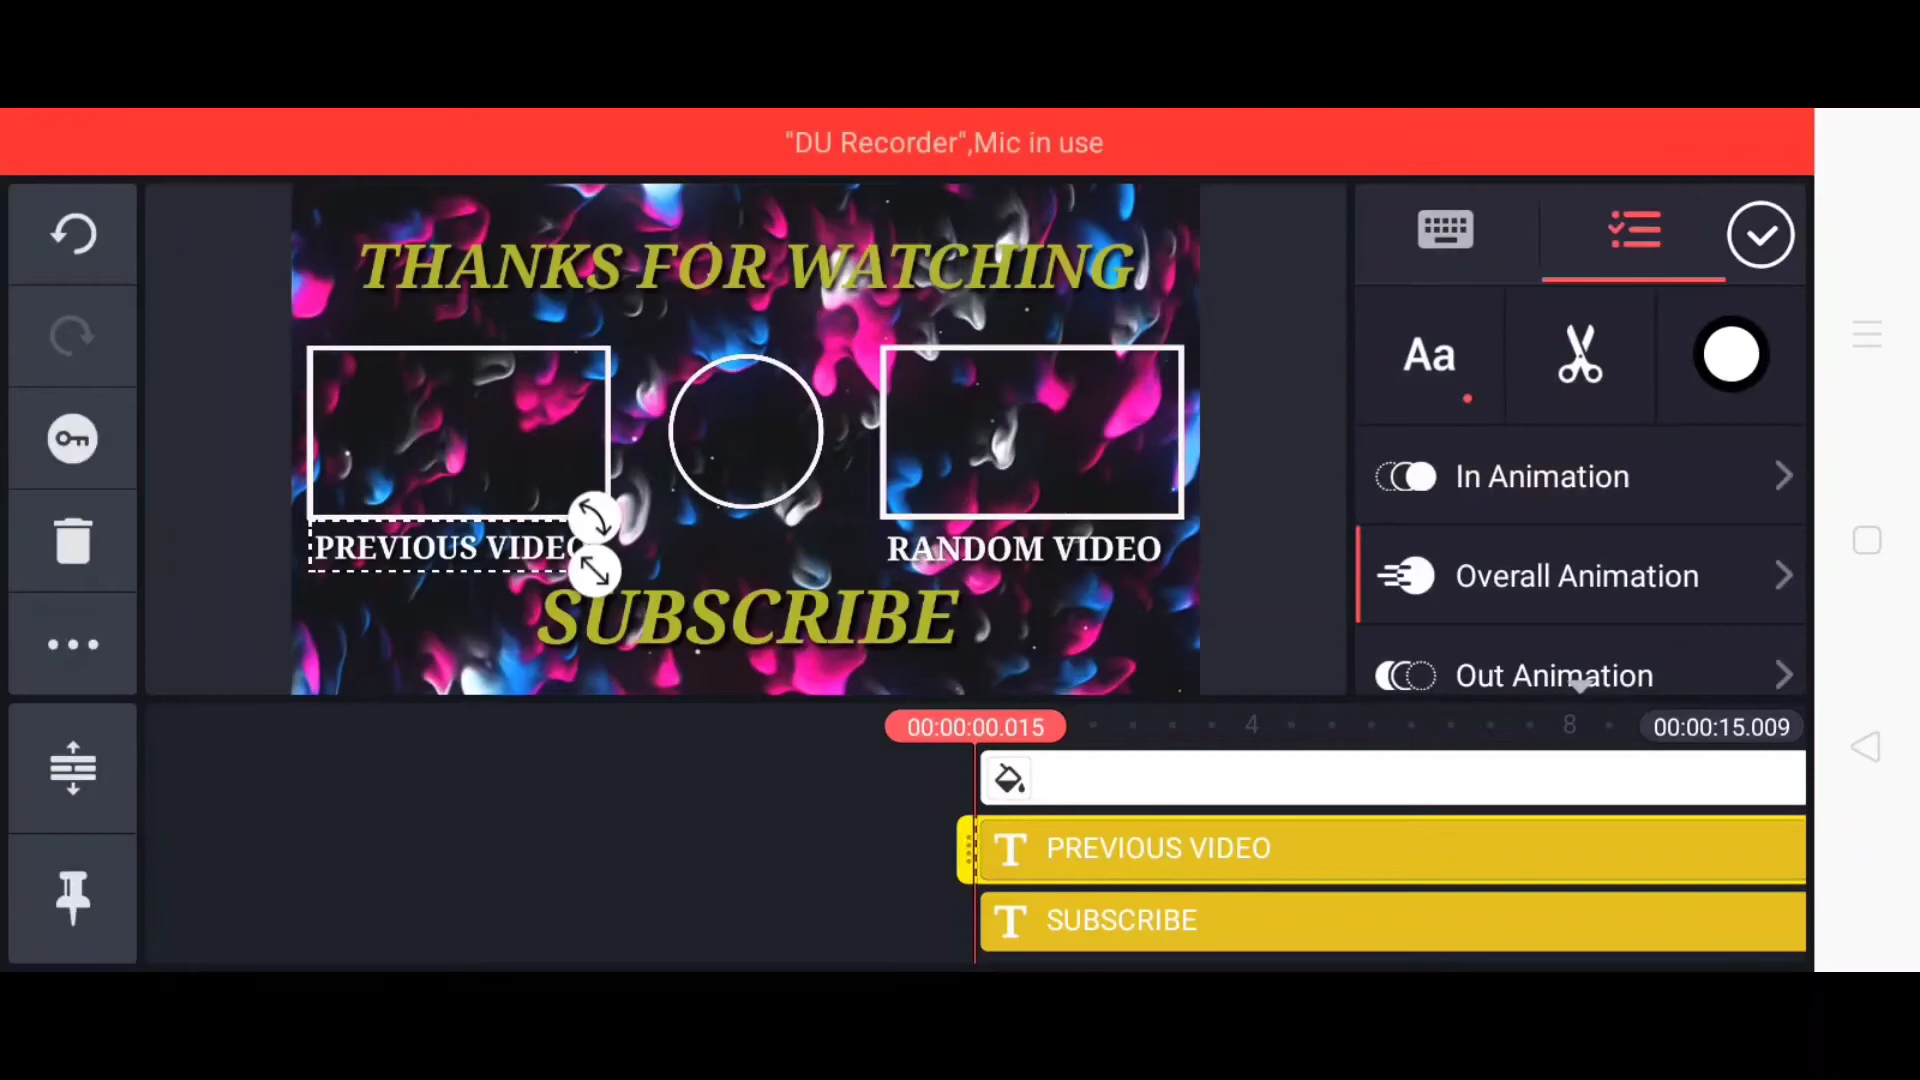 "DU Recorder",Mic in use
THANKS FOR WATCHING
Aa
In Animation
PREVIOUS VIDEO
RANDOM VIDEO
Overall Animation
SUBSCRIBE
Out Animation
00:00:00.015
4
8
00:00:15.009
T PREVIOUS VIDEO
T SUBSCRIBE